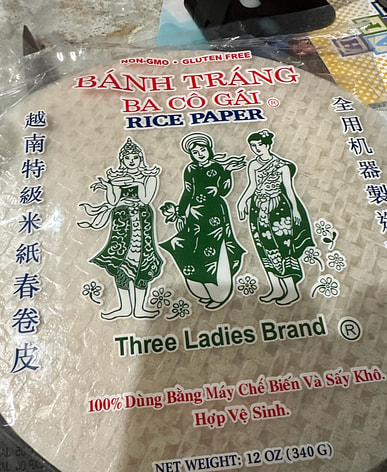 NON-GMO • GLUTEN FREE
BÁNH TRÁNG
BA CÔ GÁI ®
RICE PAPER
越南特級米紙春卷皮
全用机器製
Three Ladies Brand ®
100% Dùng Bằng Máy Chế Biến Và Sấy Khô.
Hợp Vệ Sinh.
NET WEIGHT: 12 OZ (340 G)